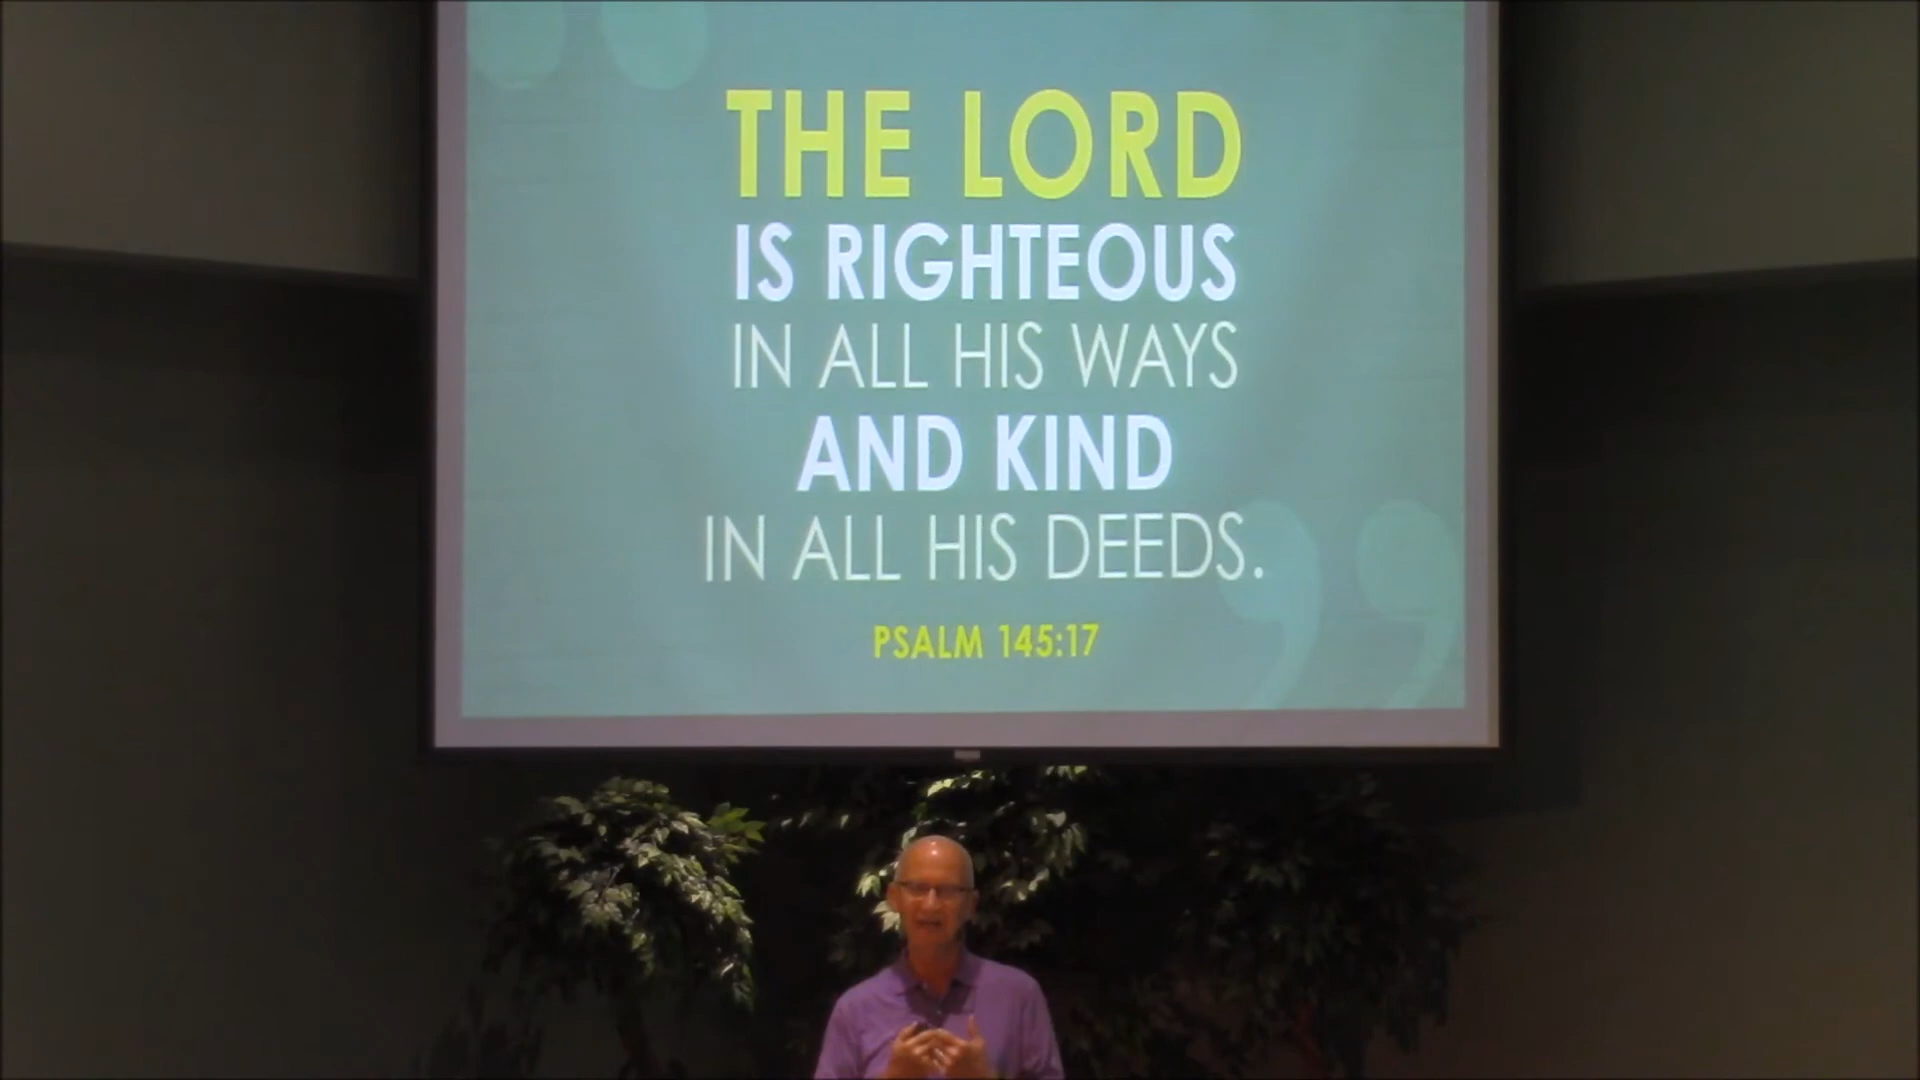 THE LORD
IS RIGHTEOUS
IN ALL HIS WAYS
AND KIND
IN ALL HIS DEEDS.
PSALM 145:17